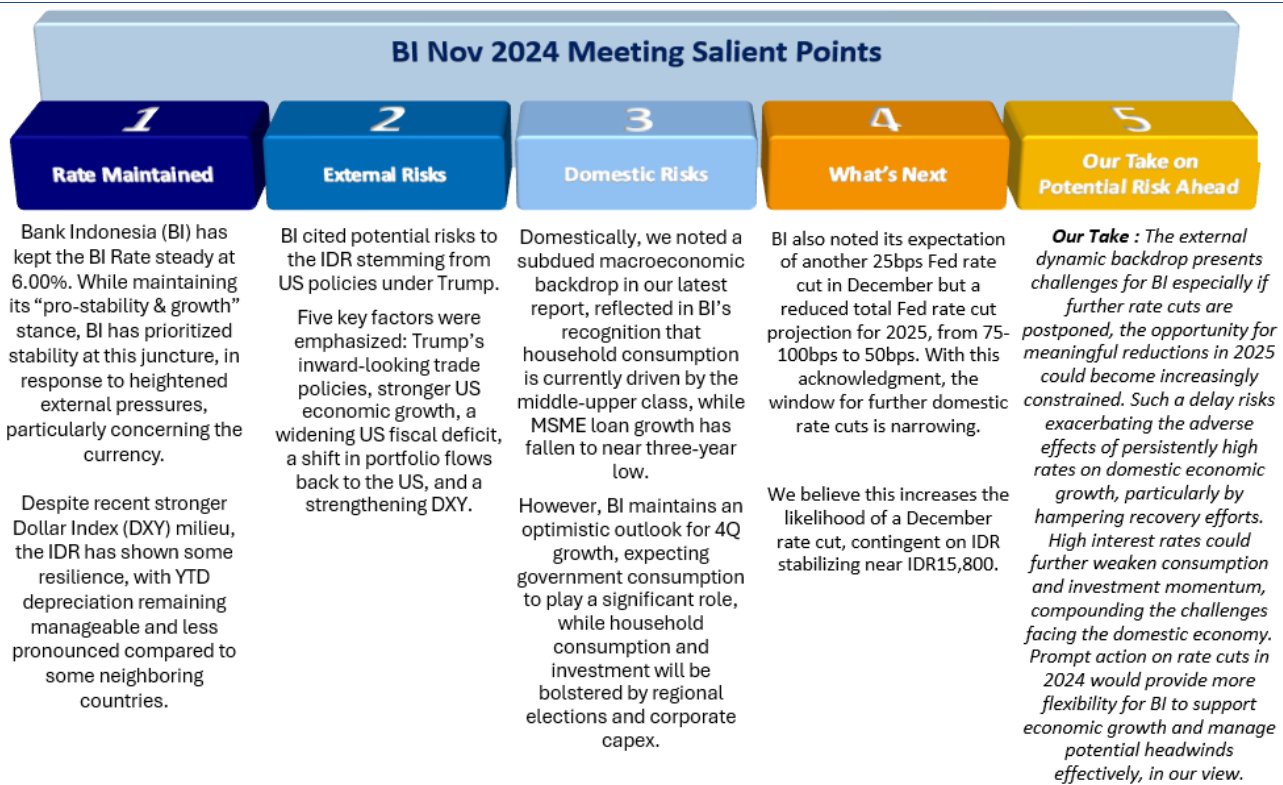 BI Nov 2024 Meeting Salient Points
1
Rate Maintained
Bank Indonesia (BI) has
kept the BI Rate steady at
6.00%. While maintaining
its “pro-stability & growth”
stance, BI has prioritized
stability at this juncture, in
response to heightened
external pressures,
particularly concerning the
currency.
Despite recent stronger
Dollar Index (DXY) milieu,
the IDR has shown some
resilience, with YTD
depreciation remaining
manageable and less
pronounced compared to
some neighboring
countries.
2
External Risks
BI cited potential risks to
the IDR stemming from
US policies under Trump.
Five key factors were
emphasized: Trump’s
inward-looking trade
policies, stronger US
economic growth, a
widening US fiscal deficit,
a shift in portfolio flows
back to the US, and a
strengthening DXY.
3
Domestic Risks
Domestically, we noted a
subdued macroeconomic
backdrop in our latest
report, reflected in BI’s
recognition that
household consumption
is currently driven by the
middle-upper class, while
MSME loan growth has
fallen to near three-year
low.
However, BI maintains an
optimistic outlook for 4Q
growth, expecting
government consumption
to play a significant role,
while household
consumption and
investment will be
bolstered by regional
elections and corporate
capex.
4
What’s Next
BI also noted its expectation
of another 25bps Fed rate
cut in December but a
reduced total Fed rate cut
projection for 2025, from 75-
100bps to 50bps. With this
acknowledgment, the
window for further domestic
rate cuts is narrowing.
We believe this increases the
likelihood of a December
rate cut, contingent on IDR
stabilizing near IDR15,800.
5
Our Take on
Potential Risk Ahead
Our Take : The external
dynamic backdrop presents
challenges for BI especially if
further rate cuts are
postponed, the opportunity for
meaningful reductions in 2025
could become increasingly
constrained. Such a delay risks
exacerbating the adverse
effects of persistently high
rates on domestic economic
growth, particularly by
hampering recovery efforts.
High interest rates could
further weaken consumption
and investment momentum,
compounding the challenges
facing the domestic economy.
Prompt action on rate cuts in
2024 would provide more
flexibility for BI to support
economic growth and manage
potential headwinds
effectively, in our view.